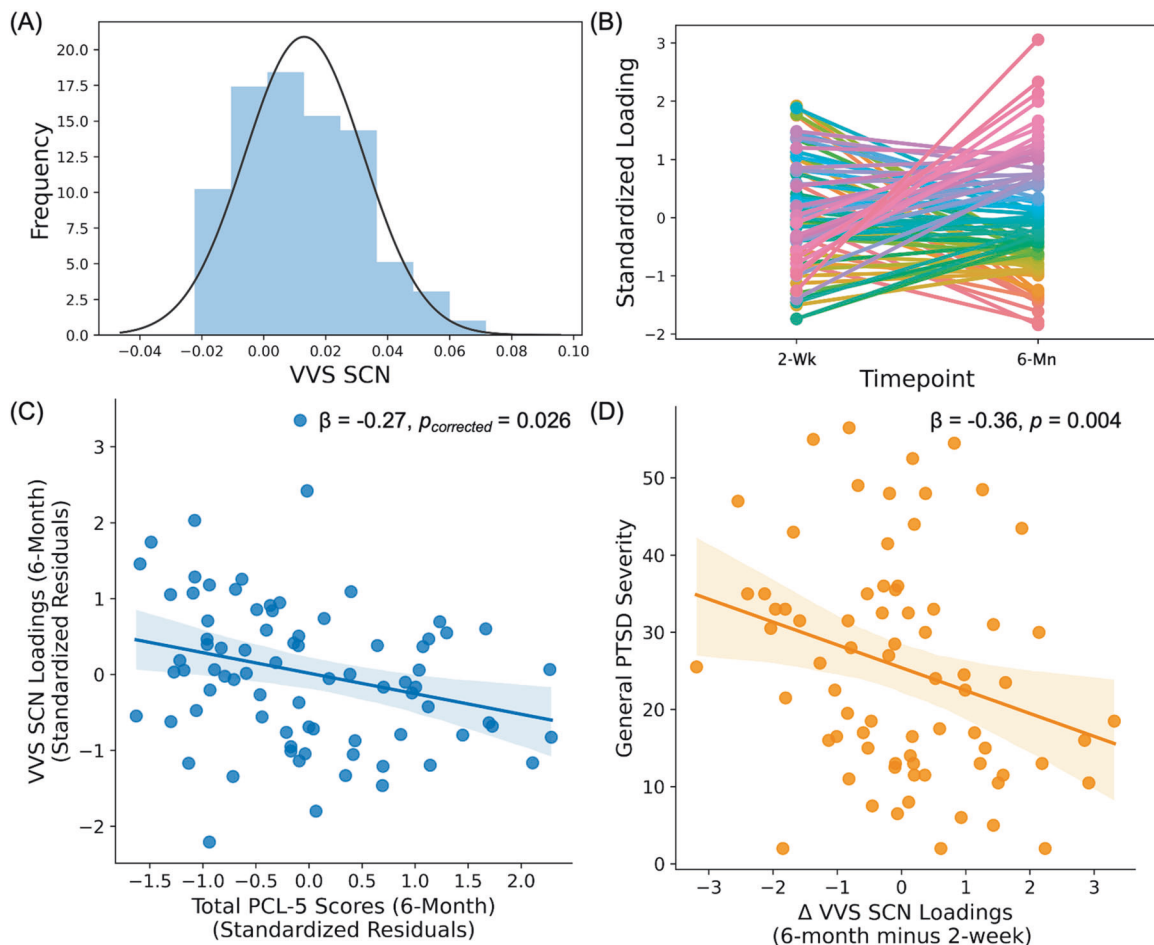 (A)
20.0
17.5
15.0
12.5
10.0
7.5
5.0
2.5
0.0
Frequency
−0.04 −0.02 0.00 0.02 0.04 0.06 0.08 0.10
VVS SCN
(B)
3
2
1
0
−1
−2
Standardized Loading
2-Wk 6-Mn
Timepoint
(C)
β = -0.27, pcorrected = 0.026
3
2
1
0
−1
−2
VVS SCN Loadings (6-Month)
(Standardized Residuals)
−1.5 −1.0 −0.5 0.0 0.5 1.0 1.5 2.0
Total PCL-5 Scores (6-Month)
(Standardized Residuals)
(D)
β = -0.36, p = 0.004
50
40
30
20
10
0
General PTSD Severity
−3 −2 −1 0 1 2 3
Δ VVS SCN Loadings
(6-month minus 2-week)